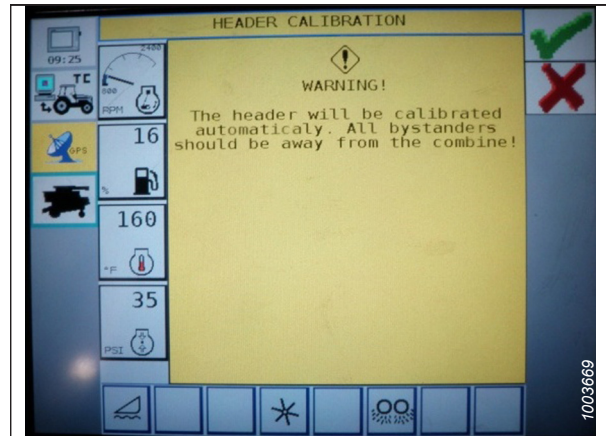 HEADER CALIBRATION
09:25
TC
GPS
2400
800
RPM
16
%
160
°F
35
PSI
WARNING!
The header will be calibrated
automaticaly. All bystanders
should be away from the combine!
1003669